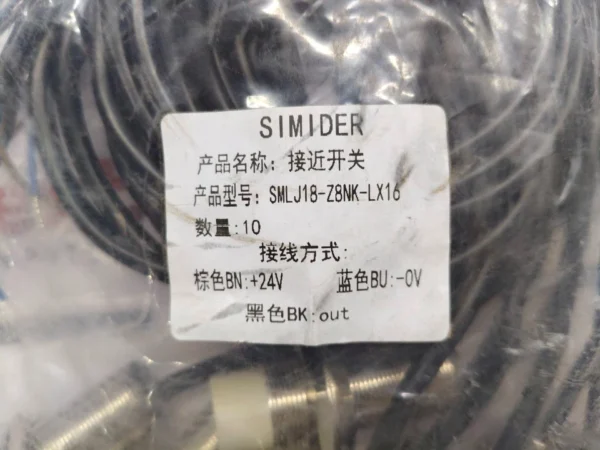 SIMIDER
产品名称: 接近开关
产品型号: SMLJ18-Z8NK-LX16
数量:10
接线方式:
棕色BN:+24V 蓝色BU:-0V
黑色BK:out